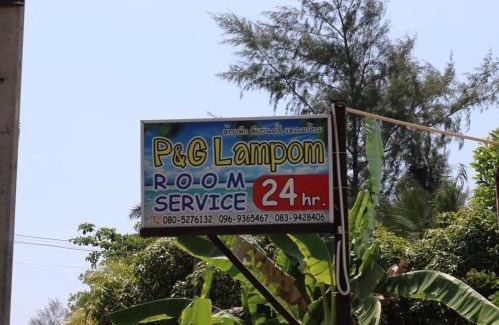 P&G Lampom
ROOM
SERVICE
24 hr.
080-5276132, 096-9365467 083-9428406